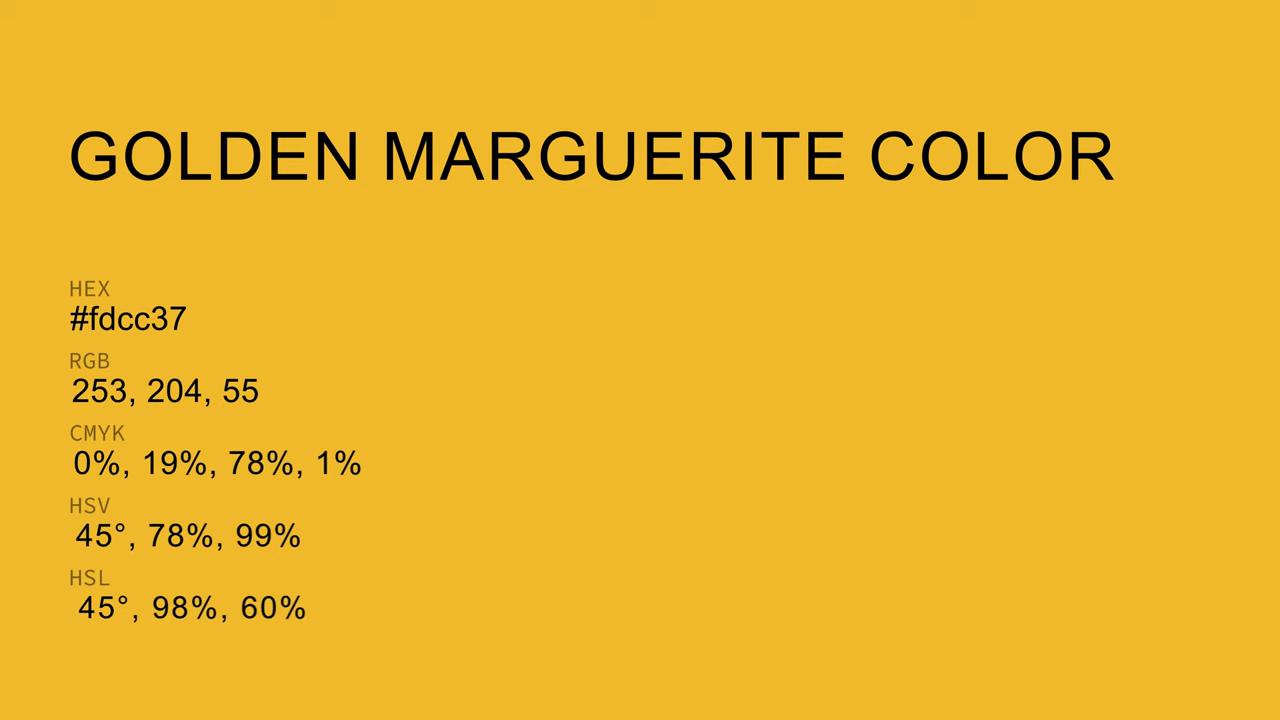 GOLDEN MARGUERITE COLOR
HEX
#fdcc37
RGB
253, 204, 55
CMYK
0%, 19%, 78%, 1%
HSV
45°, 78%, 99%
HSL
45°, 98%, 60%